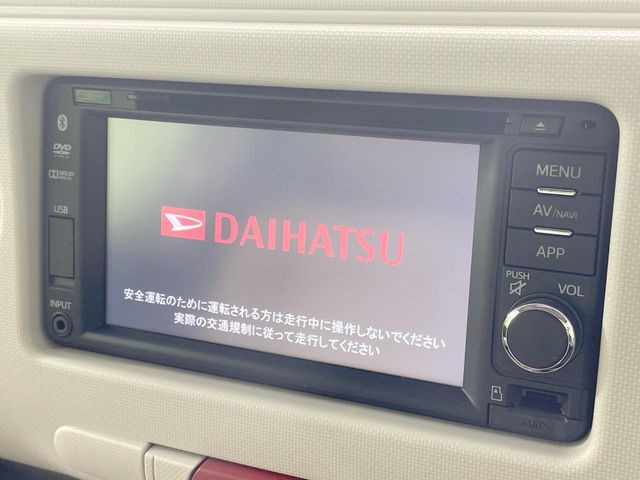 DVD
VIDEO
DOLBY
DIGITAL
USB
INPUT
DAIHATSU
安全運転のために運転される方は走行中に操作しないでください
実際の交通規制に従って走行してください
MENU
AV/NAVI
APP
PUSH
VOL
MAP